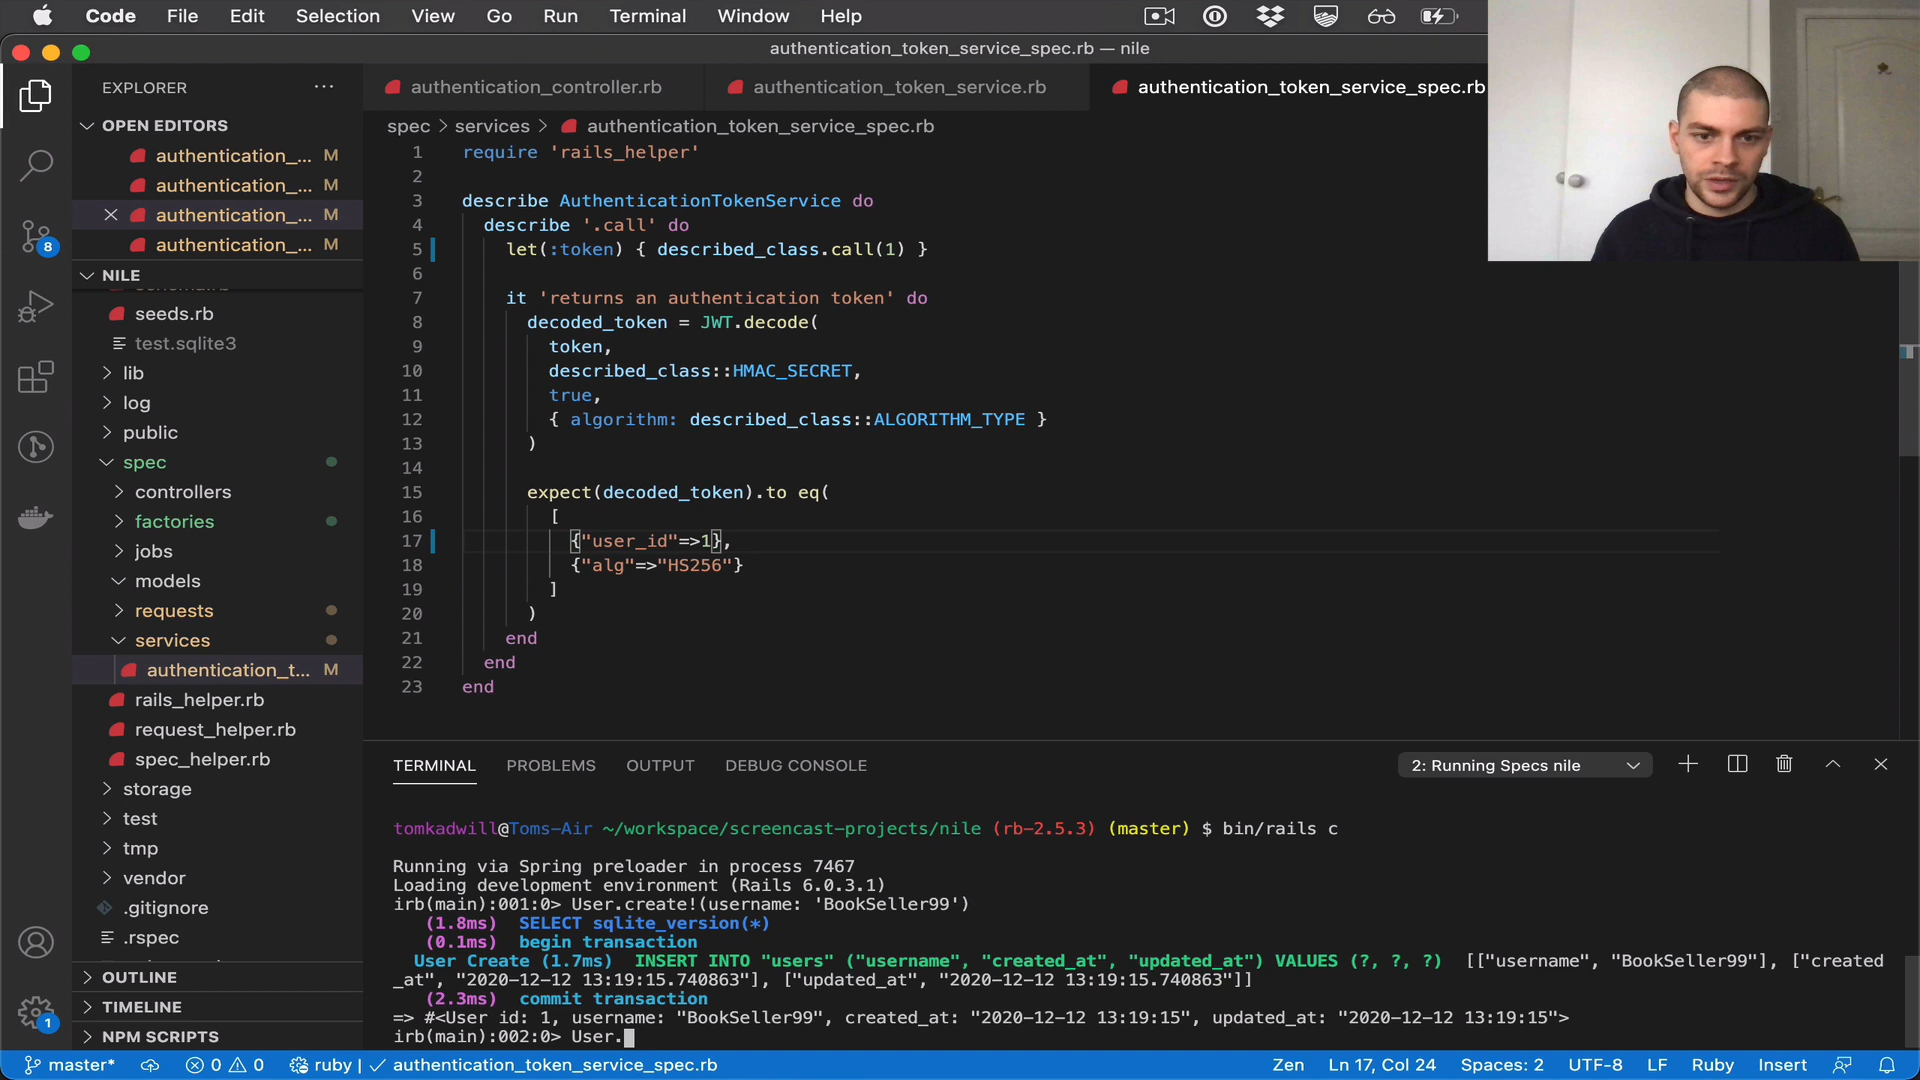 Code File Edit Selection View Go Run Terminal Window Help
authentication_token_service_spec.rb — nile
EXPLORER
OPEN EDITORS
authentication_... M
authentication_... M
authentication_... M
authentication_... M
8
NILE
seeds.rb
test.sqlite3
lib
log
public
spec
controllers
factories
jobs
models
requests
services
authentication_t... M
rails_helper.rb
request_helper.rb
spec_helper.rb
storage
test
tmp
vendor
.gitignore
.rspec
OUTLINE
TIMELINE
NPM SCRIPTS
1
authentication_controller.rb
authentication_token_service.rb
authentication_token_service_spec.rb
spec > services > authentication_token_service_spec.rb
1 require 'rails_helper'
2
3 describe AuthenticationTokenService do
4 describe '.call' do
5 let(:token) { described_class.call(1) }
6
7 it 'returns an authentication token' do
8 decoded_token = JWT.decode(
9 token,
10 described_class::HMAC_SECRET,
11 true,
12 { algorithm: described_class::ALGORITHM_TYPE }
13 )
14
15 expect(decoded_token).to eq(
16 [
17 {"user_id"=>1},
18 {"alg"=>"HS256"}
19 ]
20 )
21 end
22 end
23 end
TERMINAL PROBLEMS OUTPUT DEBUG CONSOLE
2: Running Specs nile
tomkadwill@Toms-Air ~/workspace/screencast-projects/nile (rb-2.5.3) (master) $ bin/rails c
Running via Spring preloader in process 7467
Loading development environment (Rails 6.0.3.1)
irb(main):001:0> User.create!(username: 'BookSeller99')
(1.8ms) SELECT sqlite_version(*)
(0.1ms) begin transaction
User Create (1.7ms) INSERT INTO "users" ("username", "created_at", "updated_at") VALUES (?, ?, ?) [["username", "BookSeller99"], ["created
_at", "2020-12-12 13:19:15.740863"], ["updated_at", "2020-12-12 13:19:15.740863"]]
(2.3ms) commit transaction
=> #<User id: 1, username: "BookSeller99", created_at: "2020-12-12 13:19:15", updated_at: "2020-12-12 13:19:15">
irb(main):002:0> User.
master* 0 0 ruby | ✓ authentication_token_service_spec.rb Zen Ln 17, Col 24 Spaces: 2 UTF-8 LF Ruby Insert